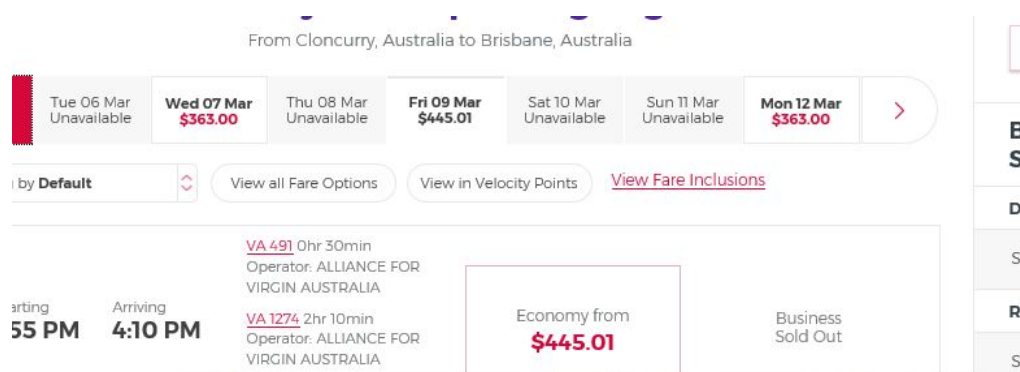 From Cloncurry, Australia to Brisbane, Australia
Tue 06 Mar
Unavailable
Wed 07 Mar
$363.00
Thu 08 Mar
Unavailable
Fri 09 Mar
$445.01
Sat 10 Mar
Unavailable
Sun 11 Mar
Unavailable
Mon 12 Mar
$363.00
by Default
View all Fare Options
View in Velocity Points
View Fare Inclusions
VA 491 0hr 30min
Operator: ALLIANCE FOR
VIRGIN AUSTRALIA
Arriving
55 PM
4:10 PM
VA 1274 2hr 10min
Operator: ALLIANCE FOR
VIRGIN AUSTRALIA
Economy from
$445.01
Business
Sold Out